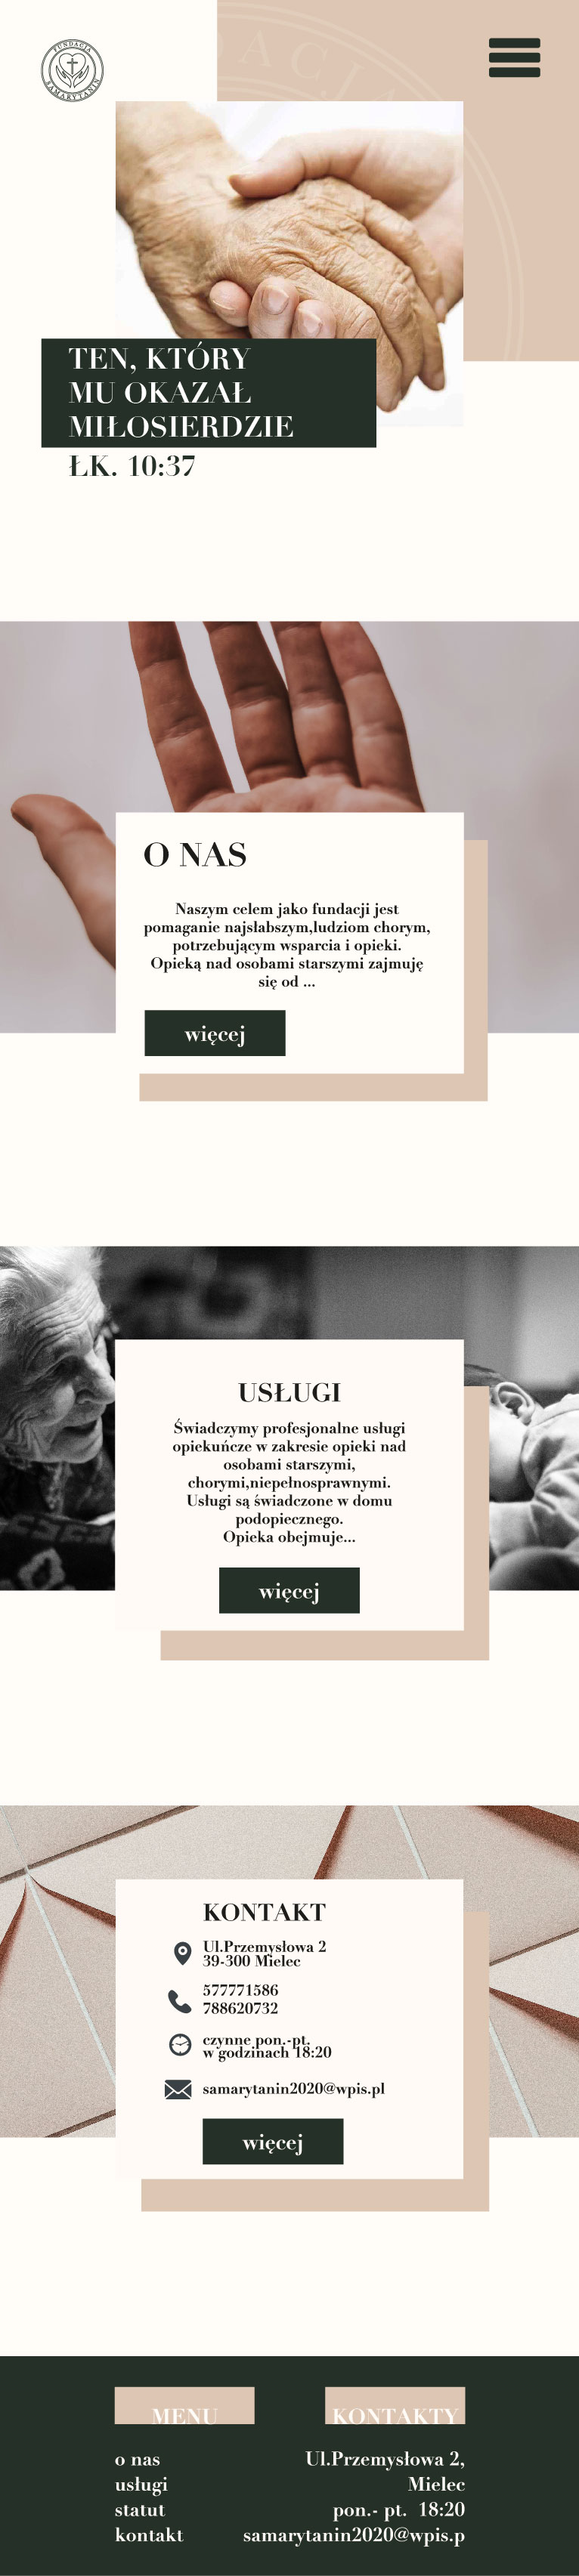 FUNDACJA
SAMARYTANIN
DACJA
TEN, KTÓRY
MU OKAZAŁ
MIŁOSIERDZIE
ŁK. 10:37
O NAS
Naszym celem jako fundacji jest
pomaganie najsłabszym,ludziom chorym,
potrzebującym wsparcia i opieki.
Opieką nad osobami starszymi zajmuję
się od ...
więcej
USŁUGI
Świadczymy profesjonalne usługi
opiekuńcze w zakresie opieki nad
osobami starszymi,
chorymi,niepełnosprawnymi.
Usługi są świadczone w domu
podopiecznego.
Opieka obejmuje...
więcej
KONTAKT
Ul.Przemysłowa 2
39-300 Mielec
577771586
788620732
czynne pon.-pt.
w godzinach 18:20
samarytanin2020@wpis.pl
więcej
MENU
o nas
usługi
statut
kontakt
KONTAKTY
Ul.Przemysłowa 2,
Mielec
pon.- pt. 18:20
samarytanin2020@wpis.p